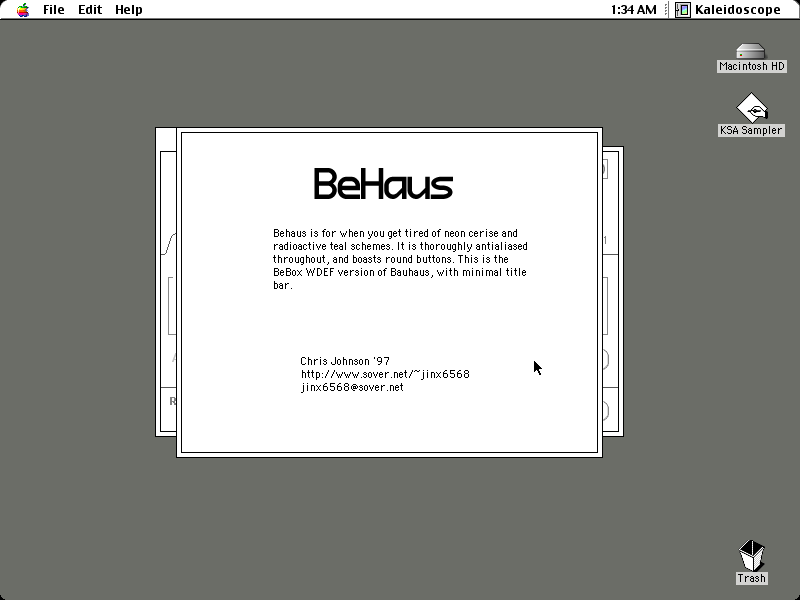 File Edit Help 1:34 AM Kaleidoscope
Macintosh HD
KSA Sampler
BeHaus
Behaus is for when you get tired of neon cerise and
radioactive teal schemes. It is thoroughly antialiased
throughout, and boasts round buttons. This is the
BeBox WDEF version of Bauhaus, with minimal title
bar.
Chris Johnson '97
http://www.sover.net/~jinx6568
jinx6568@sover.net
Trash